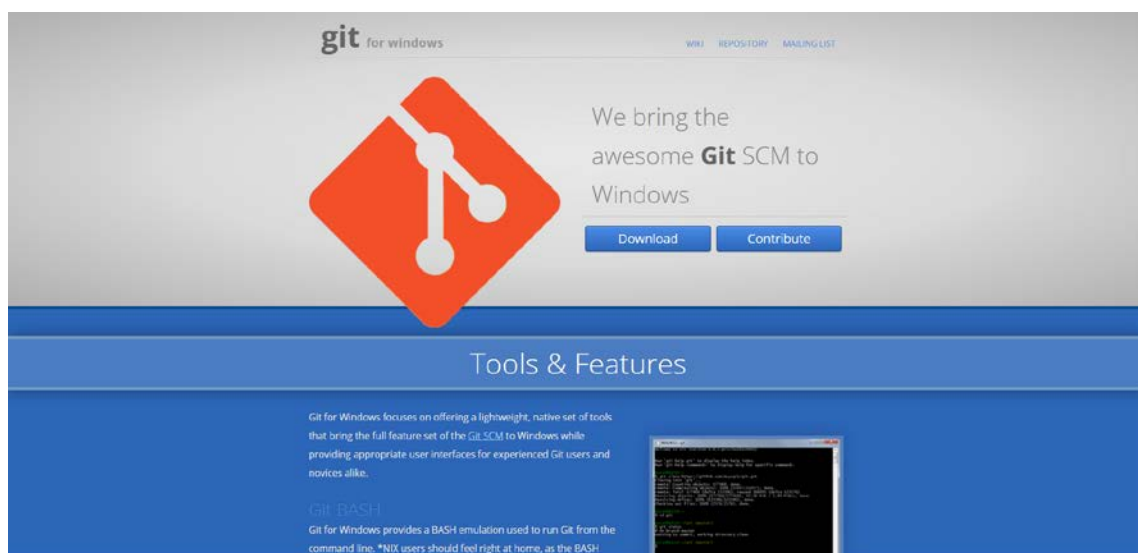 git for windows
WIKI REPOSITORY MAILING LIST
We bring the
awesome Git SCM to
Windows
Download Contribute
Tools & Features
Git for Windows focuses on offering a lightweight, native set of tools
that bring the full feature set of the Git SCM to Windows while
providing appropriate user interfaces for experienced Git users and
novices alike.
Git BASH
Git for Windows provides a BASH emulation used to run Git from the
command line. *NIX users should feel right at home, as the BASH